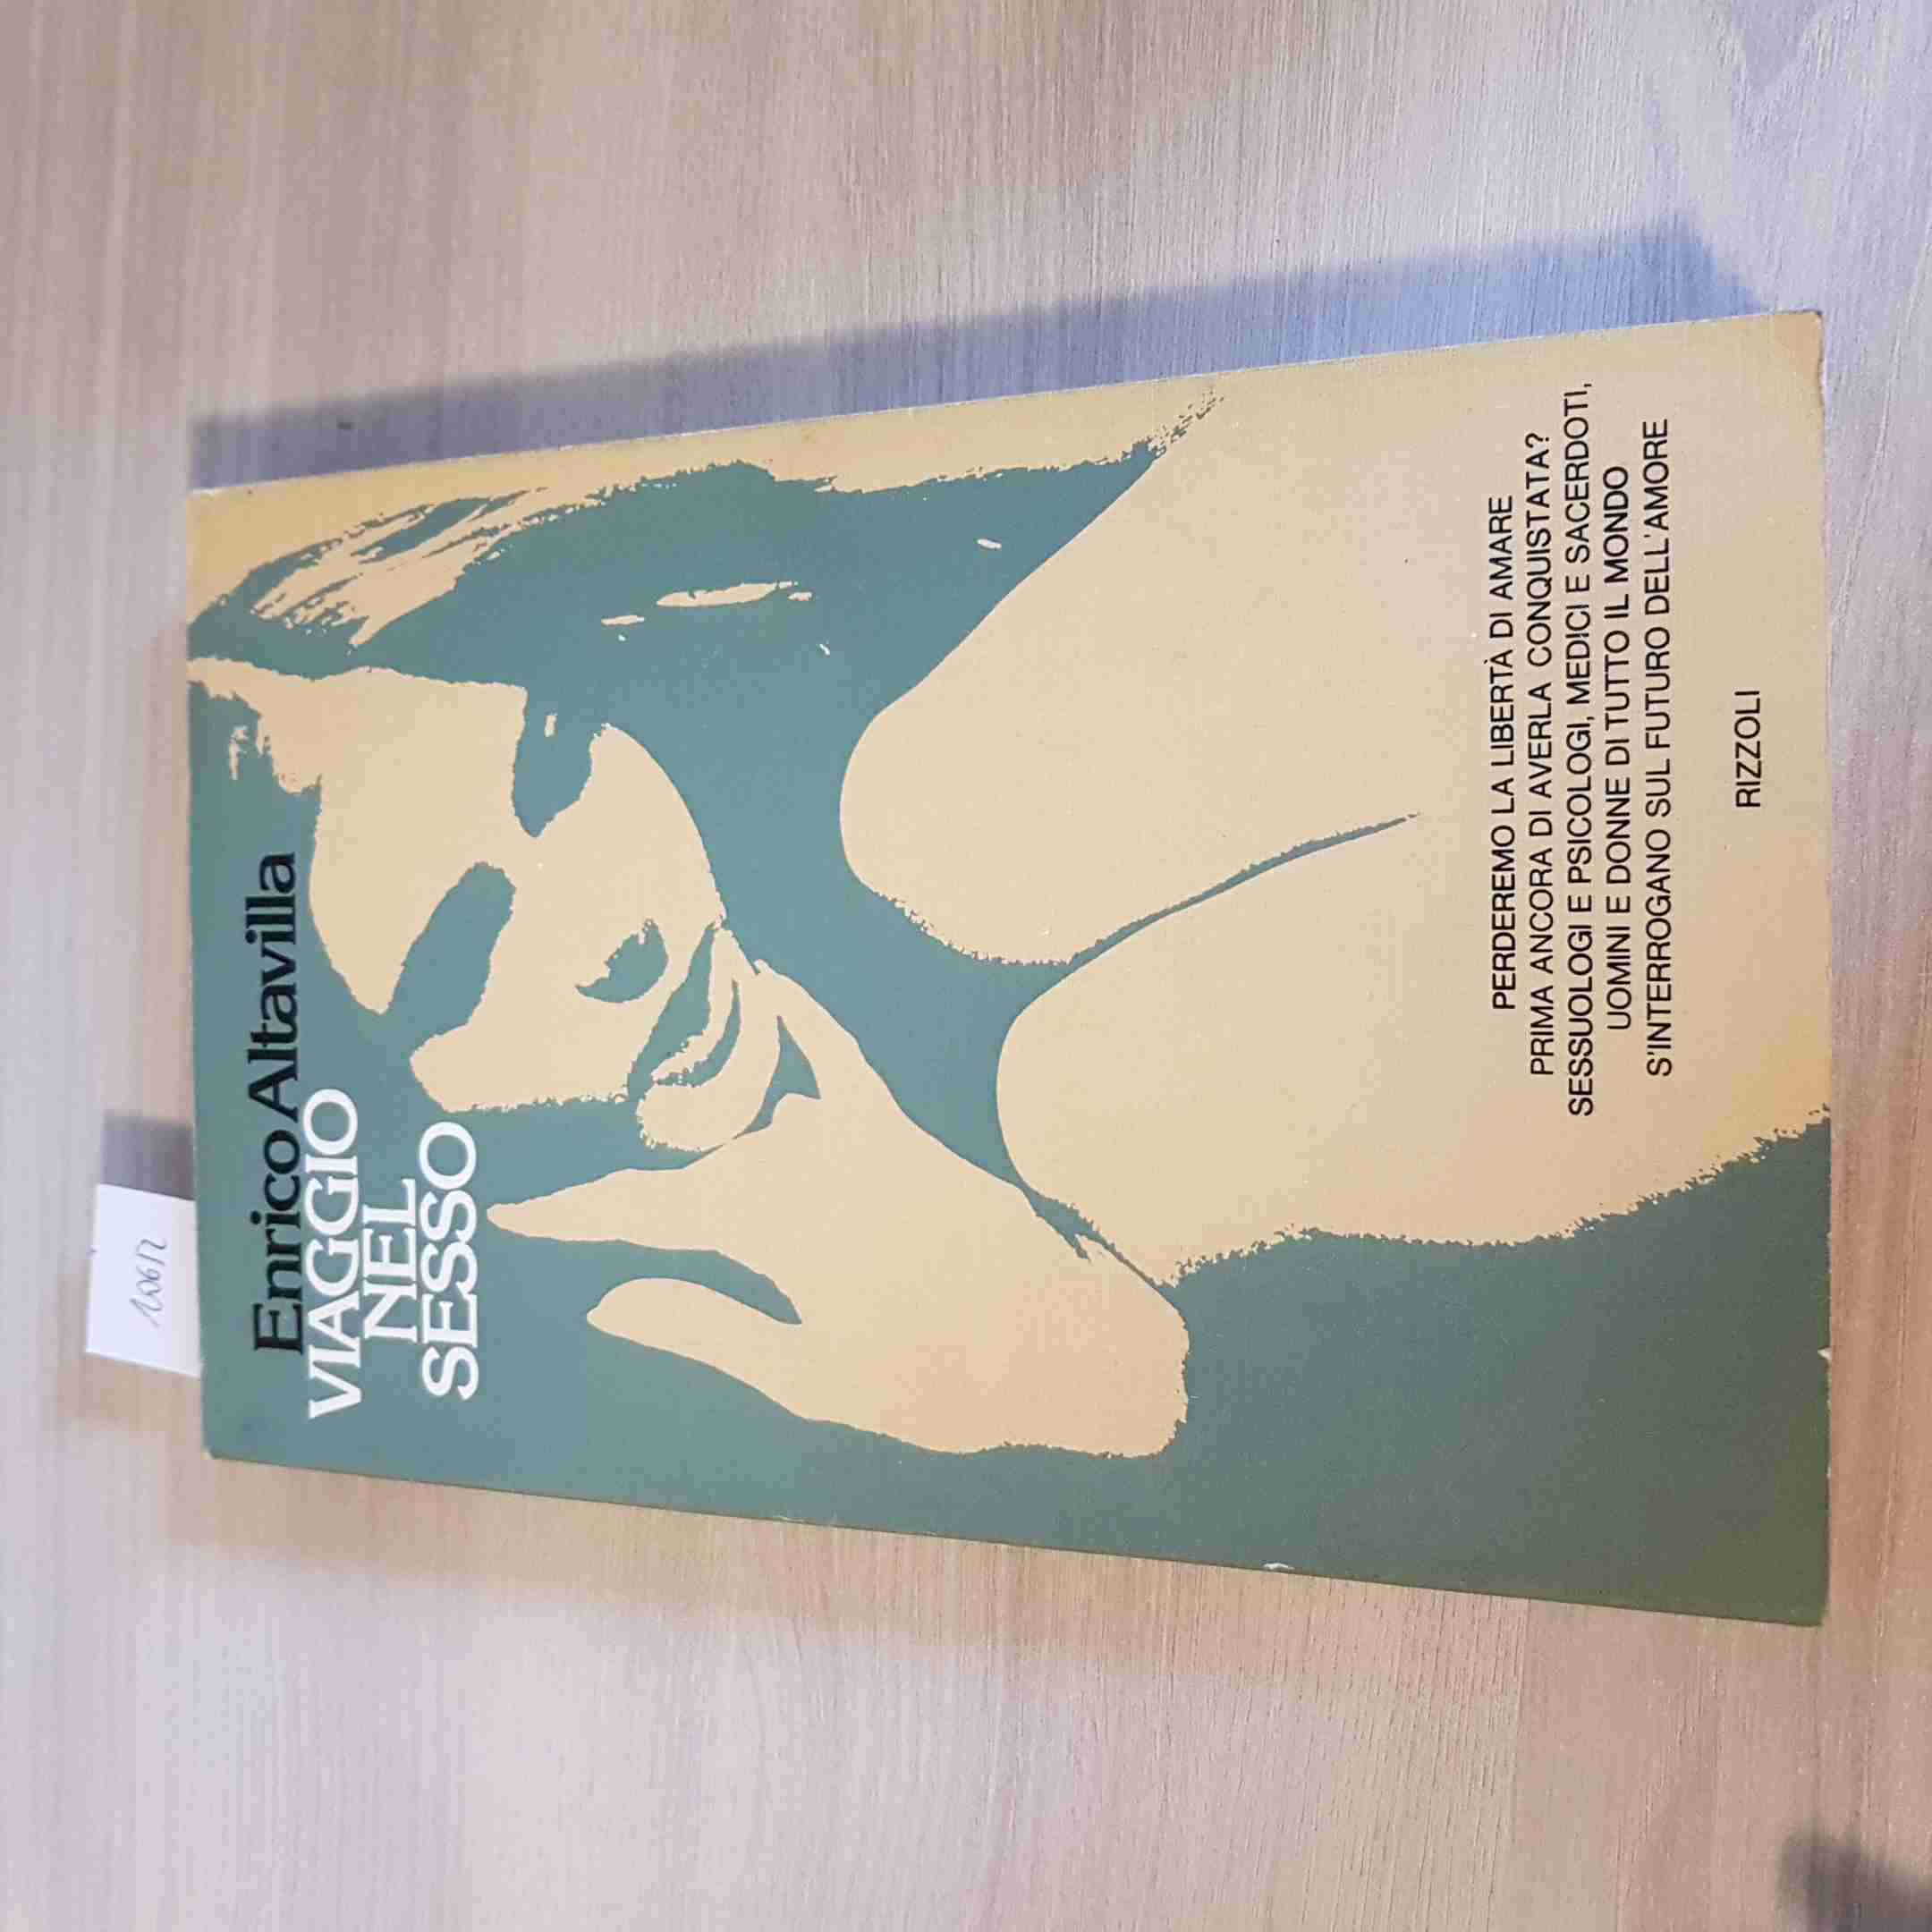 Enrico Altavilla
VIAGGIO
NEL
SESSO
PERDEREMO LA LIBERTÀ DI AMARE
PRIMA ANCORA DI AVERLA CONQUISTATA?
SESSUOLOGI E PSICOLOGI, MEDICI E SACERDOTI,
UOMINI E DONNE DI TUTTO IL MONDO
S'INTERROGANO SUL FUTURO DELL'AMORE
RIZZOLI